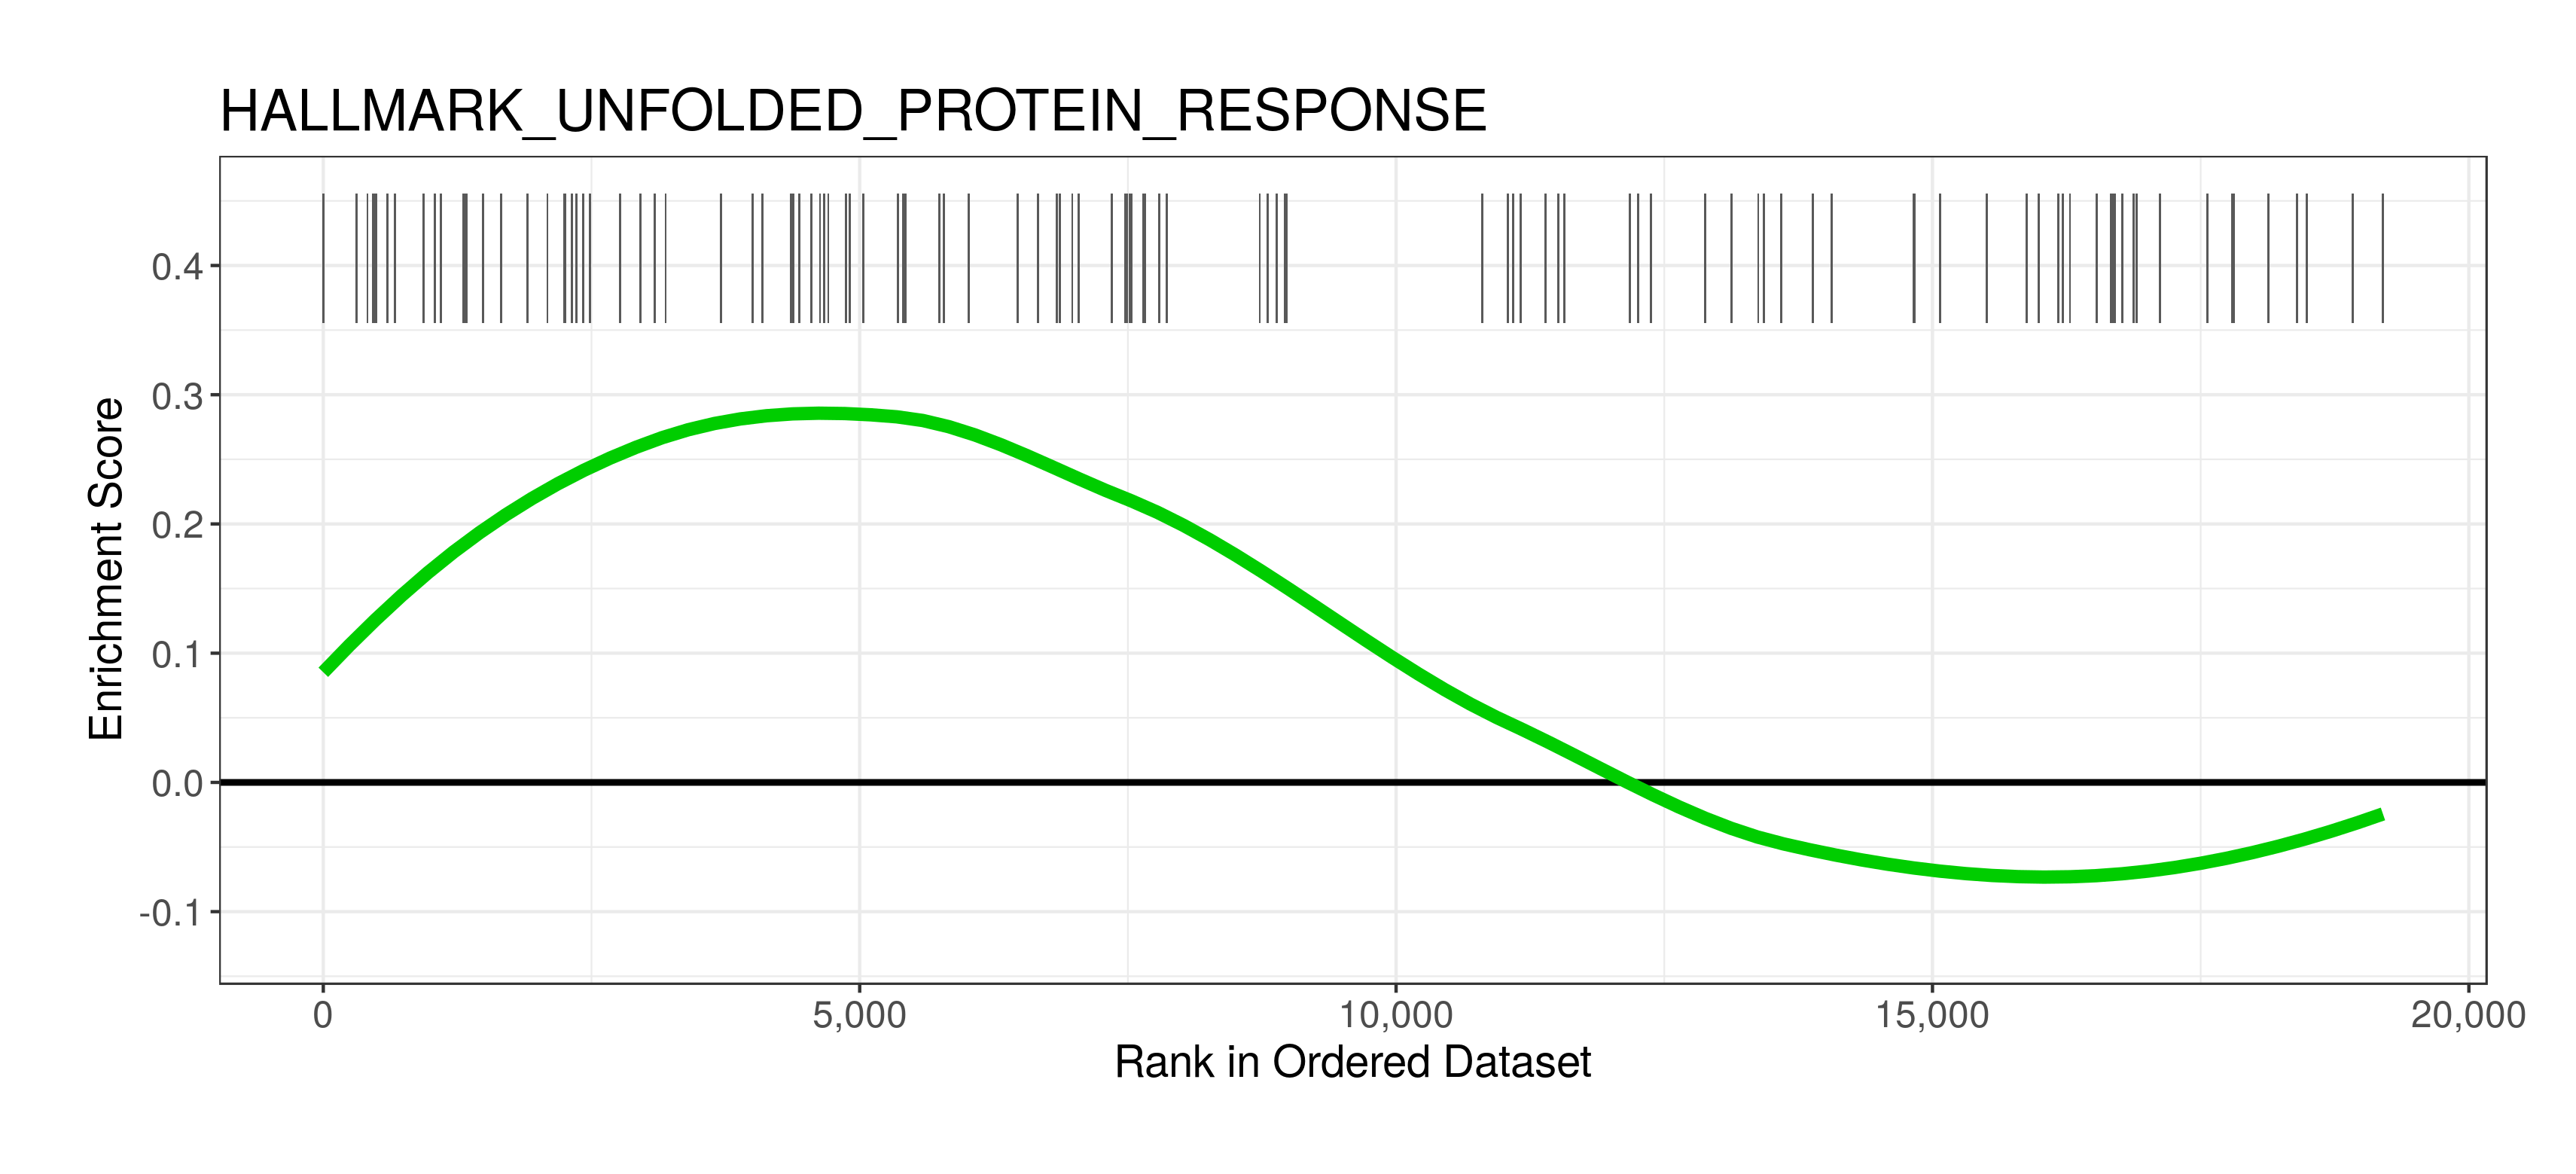 HALLMARK_UNFOLDED_PROTEIN_RESPONSE
Enrichment Score
0.4
0.3
0.2
0.1
0.0
-0.1
0 5,000 10,000 15,000 20,000
Rank in Ordered Dataset